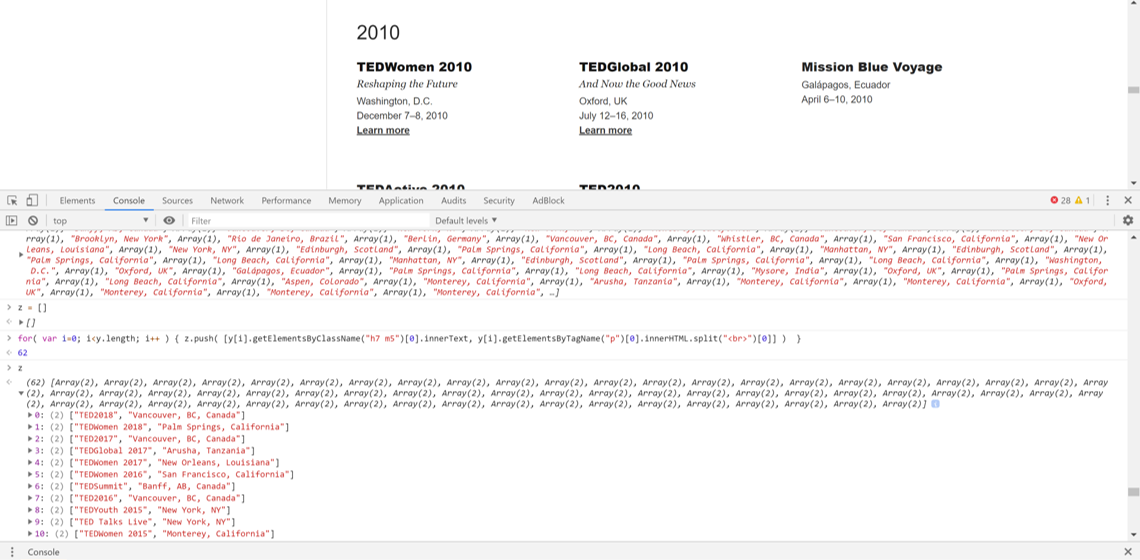 2010
TEDWomen 2010
Reshaping the Future
Washington, D.C.
December 7–8, 2010
Learn more
TEDGlobal 2010
And Now the Good News
Oxford, UK
July 12–16, 2010
Learn more
Mission Blue Voyage
Galápagos, Ecuador
April 6–10, 2010
TEDActive 2010
TED2010
Elements Console Sources Network Performance Memory Application Audits Security AdBlock 28 1
top Filter Default levels
rray(1), "Brooklyn, New York", Array(1), "Rio de Janeiro, Brazil", Array(1), "Berlin, Germany", Array(1), "Vancouver, BC, Canada", Array(1), "Whistler, BC, Canada", Array(1), "San Francisco, California", Array(1), "New Or
leans, Louisiana", Array(1), "New York, NY", Array(1), "Edinburgh, Scotland", Array(1), "Palm Springs, California", Array(1), "Long Beach, California", Array(1), "Manhattan, NY", Array(1), "Edinburgh, Scotland", Array(1),
"Palm Springs, California", Array(1), "Long Beach, California", Array(1), "Manhattan, NY", Array(1), "Edinburgh, Scotland", Array(1), "Palm Springs, California", Array(1), "Long Beach, California", Array(1), "Washington,
D.C.", Array(1), "Oxford, UK", Array(1), "Galápagos, Ecuador", Array(1), "Palm Springs, California", Array(1), "Long Beach, California", Array(1), "Mysore, India", Array(1), "Oxford, UK", Array(1), "Palm Springs, Califor
nia", Array(1), "Long Beach, California", Array(1), "Aspen, Colorado", Array(1), "Monterey, California", Array(1), "Arusha, Tanzania", Array(1), "Monterey, California", Array(1), "Monterey, California", Array(1), "Oxford,
UK", Array(1), "Monterey, California", Array(1), "Monterey, California", Array(1), "Monterey, California", …]
z = []
[]
for( var i=0; i<y.length; i++ ) { z.push( [y[i].getElementsByClassName("h7 m5")[0].innerText, y[i].getElementsByTagName("p")[0].innerHTML.split("<br>")[0]] ) }
62
z
(62) [Array(2), Array(2), Array(2), Array(2), Array(2), Array(2), Array(2), Array(2), Array(2), Array(2), Array(2), Array(2), Array(2), Array(2), Array(2), Array(2), Array(2), Array(2), Array(2), Array(2), Array(2), Array
(2), Array(2), Array(2), Array(2), Array(2), Array(2), Array(2), Array(2), Array(2), Array(2), Array(2), Array(2), Array(2), Array(2), Array(2), Array(2), Array(2), Array(2), Array(2), Array(2), Array(2), Array(2), Array
(2), Array(2), Array(2), Array(2), Array(2), Array(2), Array(2), Array(2), Array(2), Array(2), Array(2), Array(2), Array(2), Array(2), Array(2), Array(2), Array(2), Array(2), Array(2)]
0: (2) ["TED2018", "Vancouver, BC, Canada"]
1: (2) ["TEDWomen 2018", "Palm Springs, California"]
2: (2) ["TED2017", "Vancouver, BC, Canada"]
3: (2) ["TEDGlobal 2017", "Arusha, Tanzania"]
4: (2) ["TEDWomen 2017", "New Orleans, Louisiana"]
5: (2) ["TEDWomen 2016", "San Francisco, California"]
6: (2) ["TEDSummit", "Banff, AB, Canada"]
7: (2) ["TED2016", "Vancouver, BC, Canada"]
8: (2) ["TEDYouth 2015", "New York, NY"]
9: (2) ["TED Talks Live", "New York, NY"]
10: (2) ["TEDWomen 2015", "Monterey, California"]
Console